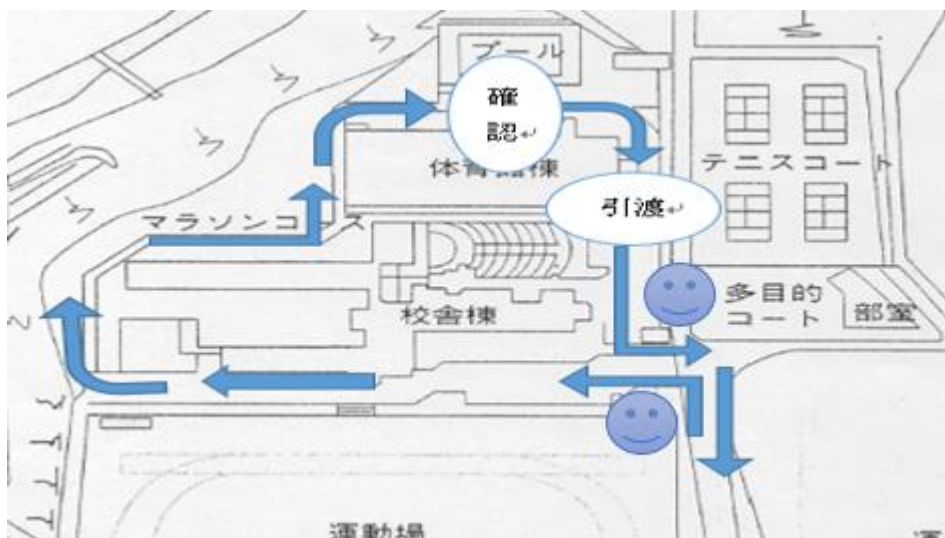 プール
確
認
体育館棟
テニスコート
引渡
マラソンコース
多目的
コート
部室
校舎棟
運動場